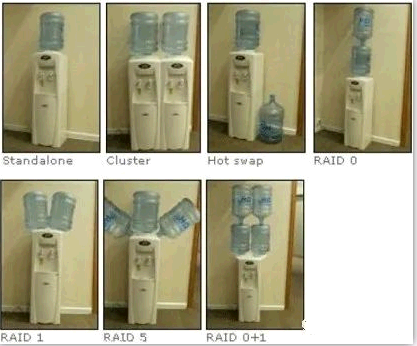 Standalone
Cluster
Hot swap
RAID 0
RAID 1
RAID 5
RAID 0+1